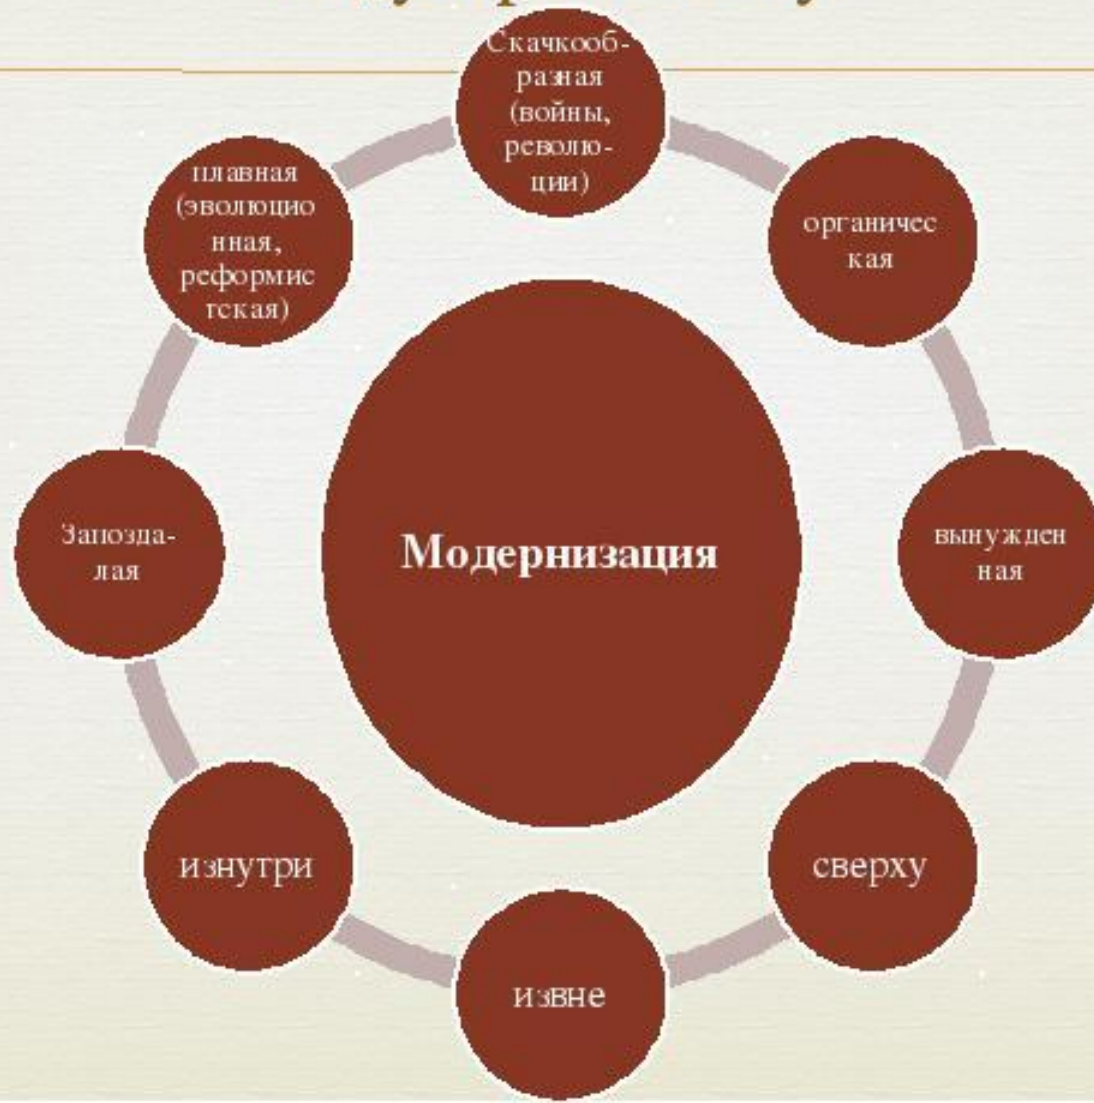 Скачкооб-
разная
(войны,
револю-
ции)
плавная
(эволюцио
нная,
реформис
тская)
органичес
кая
Запозда-
лая
Модернизация
вынужден
ная
изнутри
сверху
извне